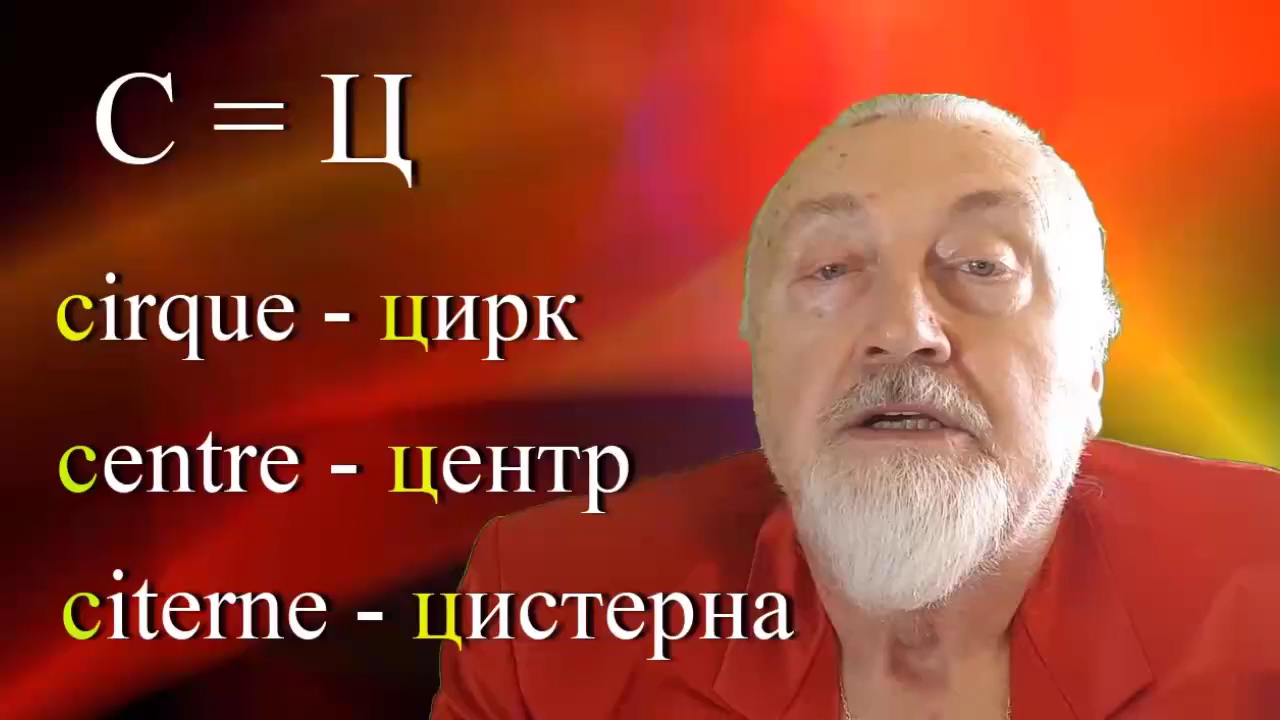 C = Ц
cirque - цирк
centre - центр
citerne - цистерна